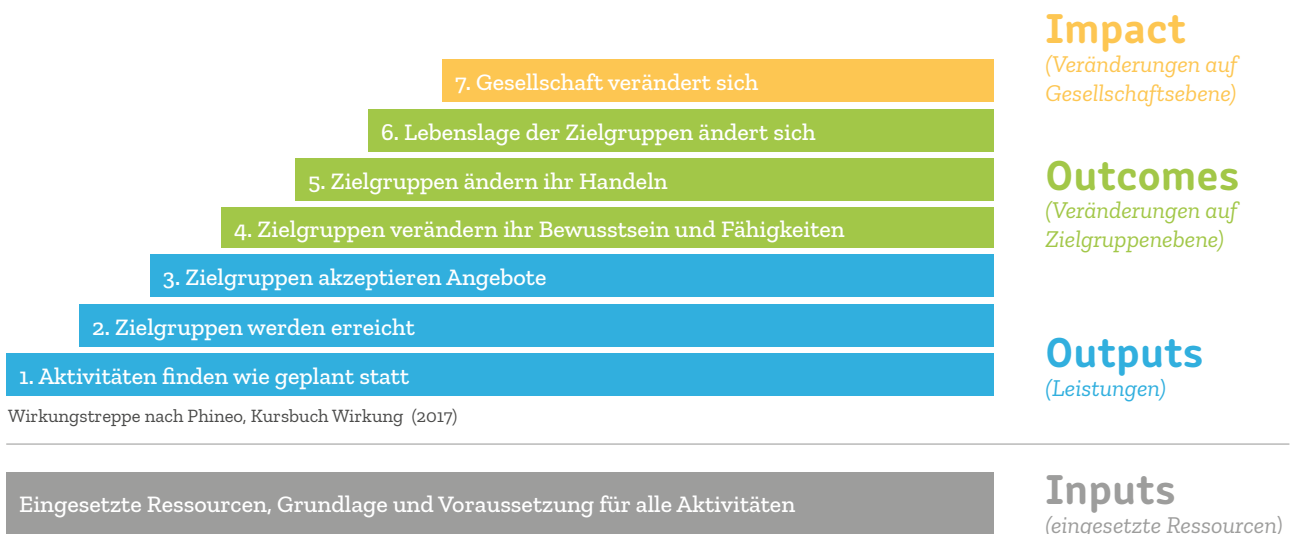 Impact
(Veränderungen auf
Gesellschaftsebene)
7. Gesellschaft verändert sich
6. Lebenslage der Zielgruppen ändert sich
5. Zielgruppen ändern ihr Handeln
4. Zielgruppen verändern ihr Bewusstsein und Fähigkeiten
Outcomes
(Veränderungen auf
Zielgruppenebene)
3. Zielgruppen akzeptieren Angebote
2. Zielgruppen werden erreicht
1. Aktivitäten finden wie geplant statt
Outputs
(Leistungen)
Wirkungstreppe nach Phineo, Kursbuch Wirkung (2017)
Eingesetzte Ressourcen, Grundlage und Voraussetzung für alle Aktivitäten
Inputs
(eingesetzte Ressourcen)